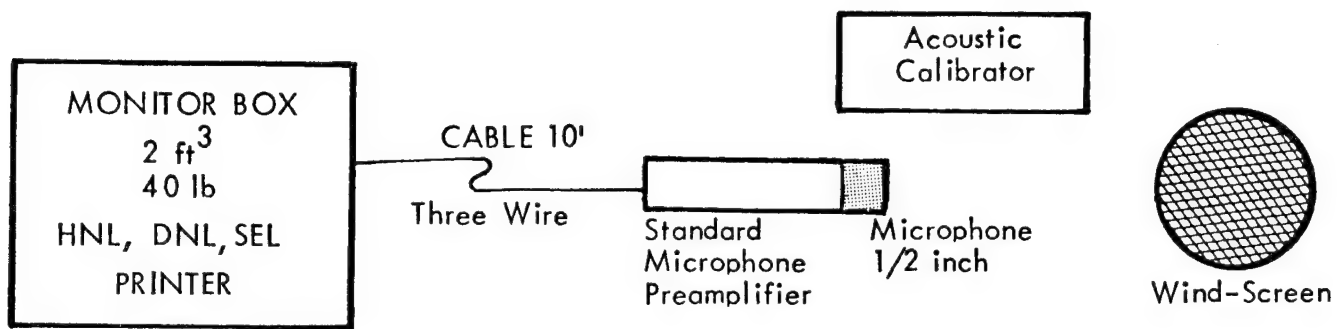 Acoustic
Calibrator
MONITOR BOX
2 ft³
40 lb
HNL, DNL, SEL
PRINTER
CABLE 10'
Three Wire
Standard
Microphone
Preamplifier
Microphone
1/2 inch
Wind-Screen